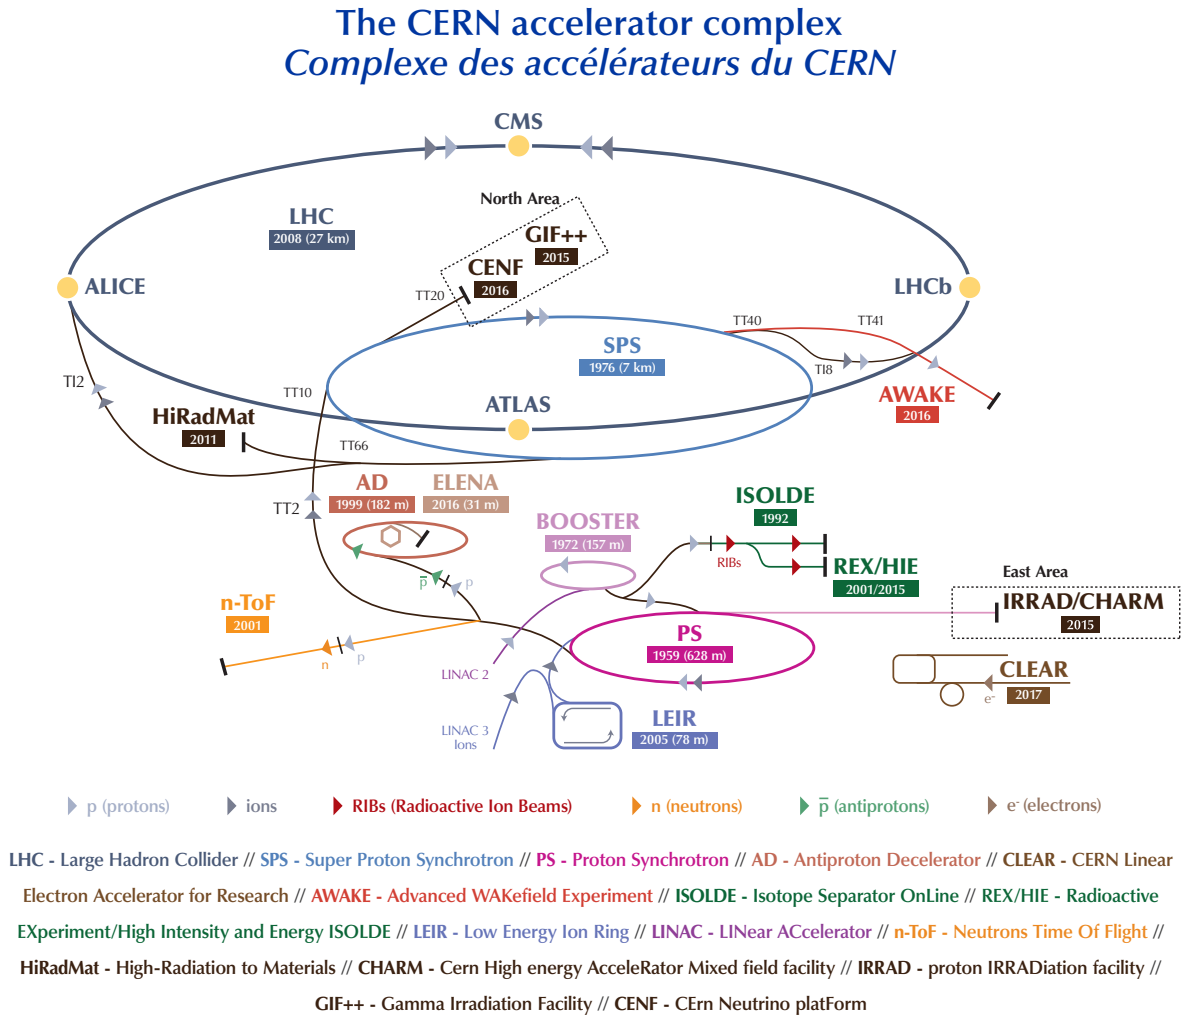 The CERN accelerator complex
Complexe des accélérateurs du CERN
CMS
North Area
LHC
2008 (27 km)
GIF++
2015
CENF
2016
ALICE
LHCb
TT20
TT40
TT41
SPS
1976 (7 km)
TI8
TI2
TT10
AWAKE
2016
ATLAS
HiRadMat
2011
TT66
AD
1999 (182 m)
ELENA
2016 (31 m)
TT2
ISOLDE
1992
BOOSTER
1972 (157 m)
RIBs
REX/HIE
2001/2015
East Area
p̅
p
IRRAD/CHARM
2015
n-ToF
2001
n
p
PS
1959 (628 m)
LINAC 2
CLEAR
2017
e-
LEIR
2005 (78 m)
LINAC 3
Ions
p (protons)
ions
RIBs (Radioactive Ion Beams)
n (neutrons)
p̅ (antiprotons)
e- (electrons)
LHC - Large Hadron Collider // SPS - Super Proton Synchrotron // PS - Proton Synchrotron // AD - Antiproton Decelerator // CLEAR - CERN Linear
Electron Accelerator for Research // AWAKE - Advanced WAKefield Experiment // ISOLDE - Isotope Separator OnLine // REX/HIE - Radioactive
EXperiment/High Intensity and Energy ISOLDE // LEIR - Low Energy Ion Ring // LINAC - LINear ACcelerator // n-ToF - Neutrons Time Of Flight //
HiRadMat - High-Radiation to Materials // CHARM - Cern High energy AcceleRator Mixed field facility // IRRAD - proton IRRADiation facility //
GIF++ - Gamma Irradiation Facility // CENF - CErn Neutrino platForm